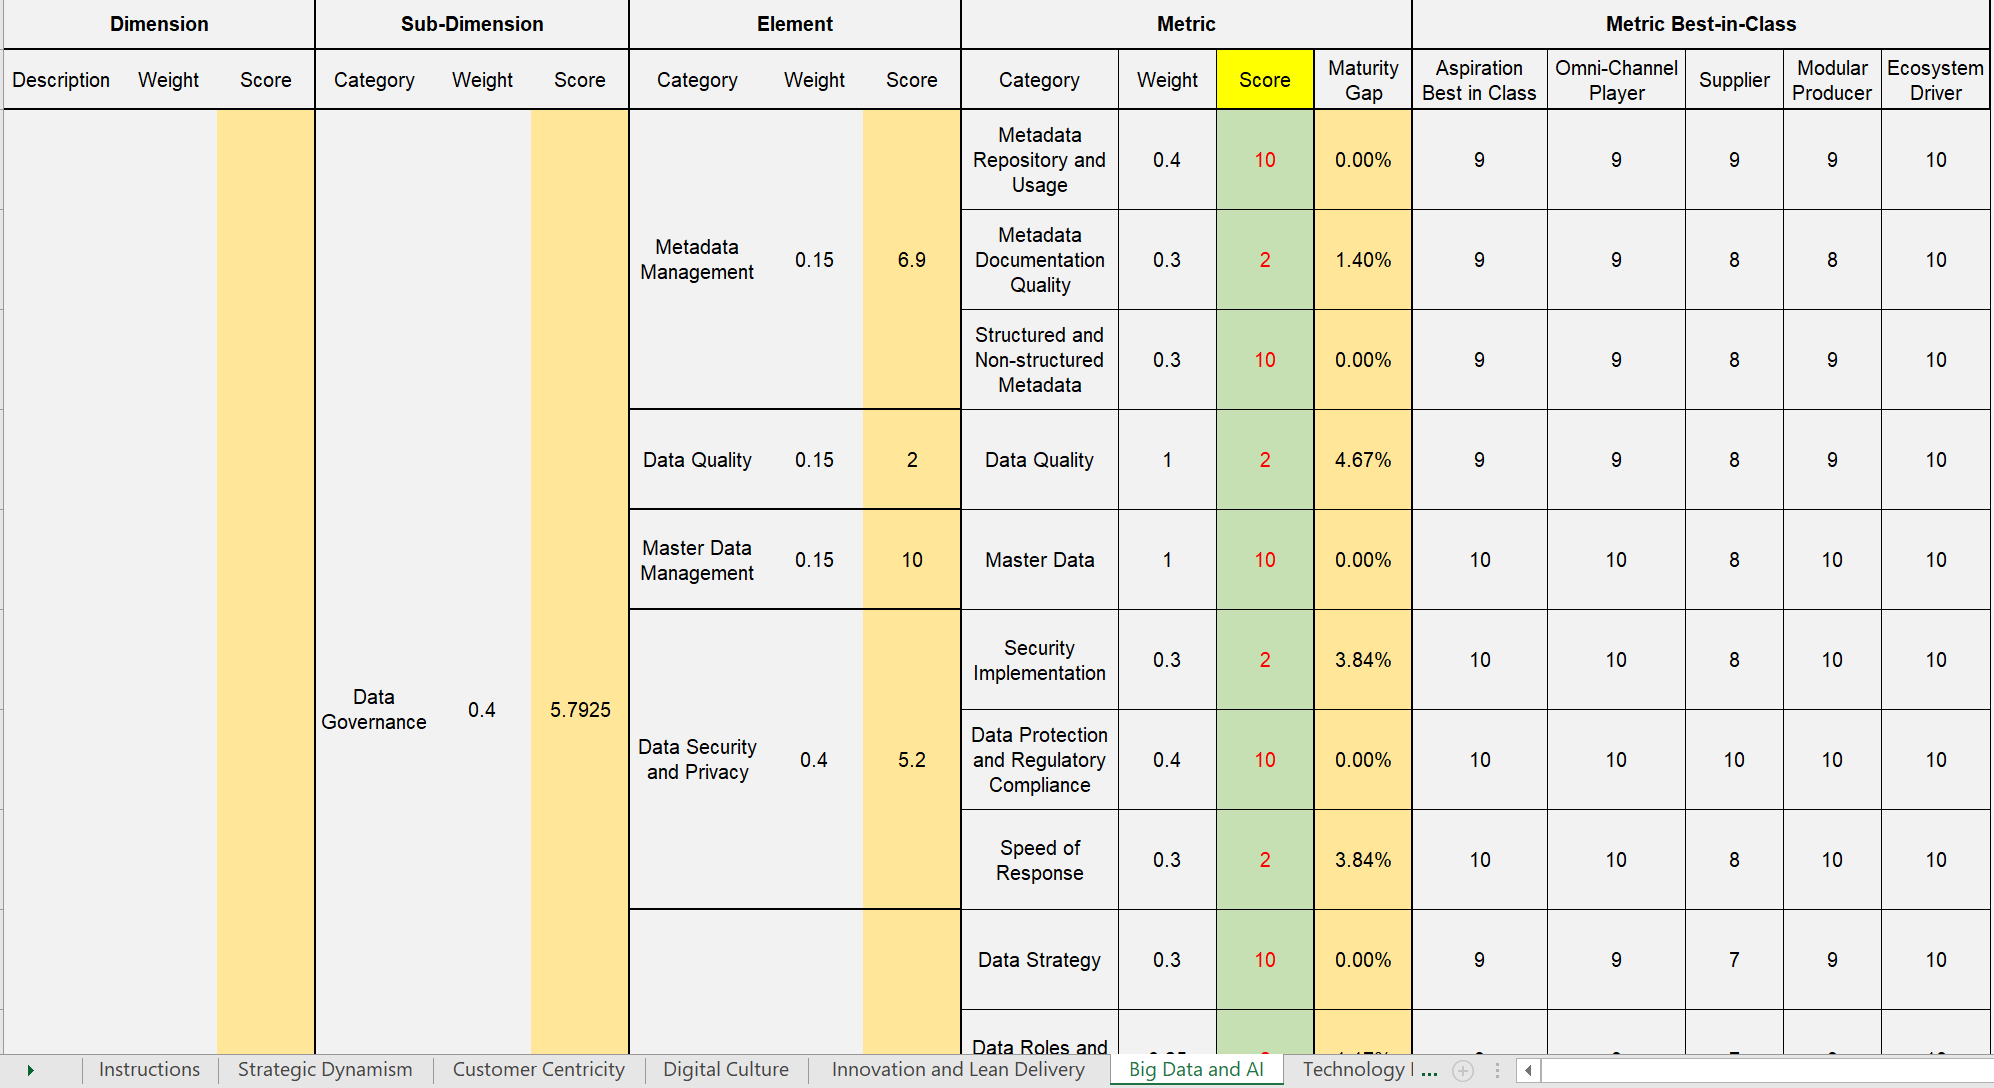 Dimension Sub-Dimension Element Metric Metric Best-in-Class
Description Weight Score Category Weight Score Category Weight Score Category Weight Score Maturity Gap Aspiration Best in Class Omni-Channel Player Supplier Modular Producer Ecosystem Driver
Metadata Management 0.15 6.9
Metadata Repository and Usage 0.4 10 0.00% 9 9 9 9 10
Metadata Documentation Quality 0.3 2 1.40% 9 9 8 8 10
Structured and Non-structured Metadata 0.3 10 0.00% 9 9 8 9 10
Data Quality 0.15 2 Data Quality 1 2 4.67% 9 9 8 9 10
Master Data Management 0.15 10 Master Data 1 10 0.00% 10 10 8 10 10
Data Governance 0.4 5.7925
Data Security and Privacy 0.4 5.2
Security Implementation 0.3 2 3.84% 10 10 8 10 10
Data Protection and Regulatory Compliance 0.4 10 0.00% 10 10 10 10 10
Speed of Response 0.3 2 3.84% 10 10 8 10 10
Data Strategy 0.3 10 0.00% 9 9 7 9 10
Data Roles and
Instructions Strategic Dynamism Customer Centricity Digital Culture Innovation and Lean Delivery Big Data and AI Technology ...